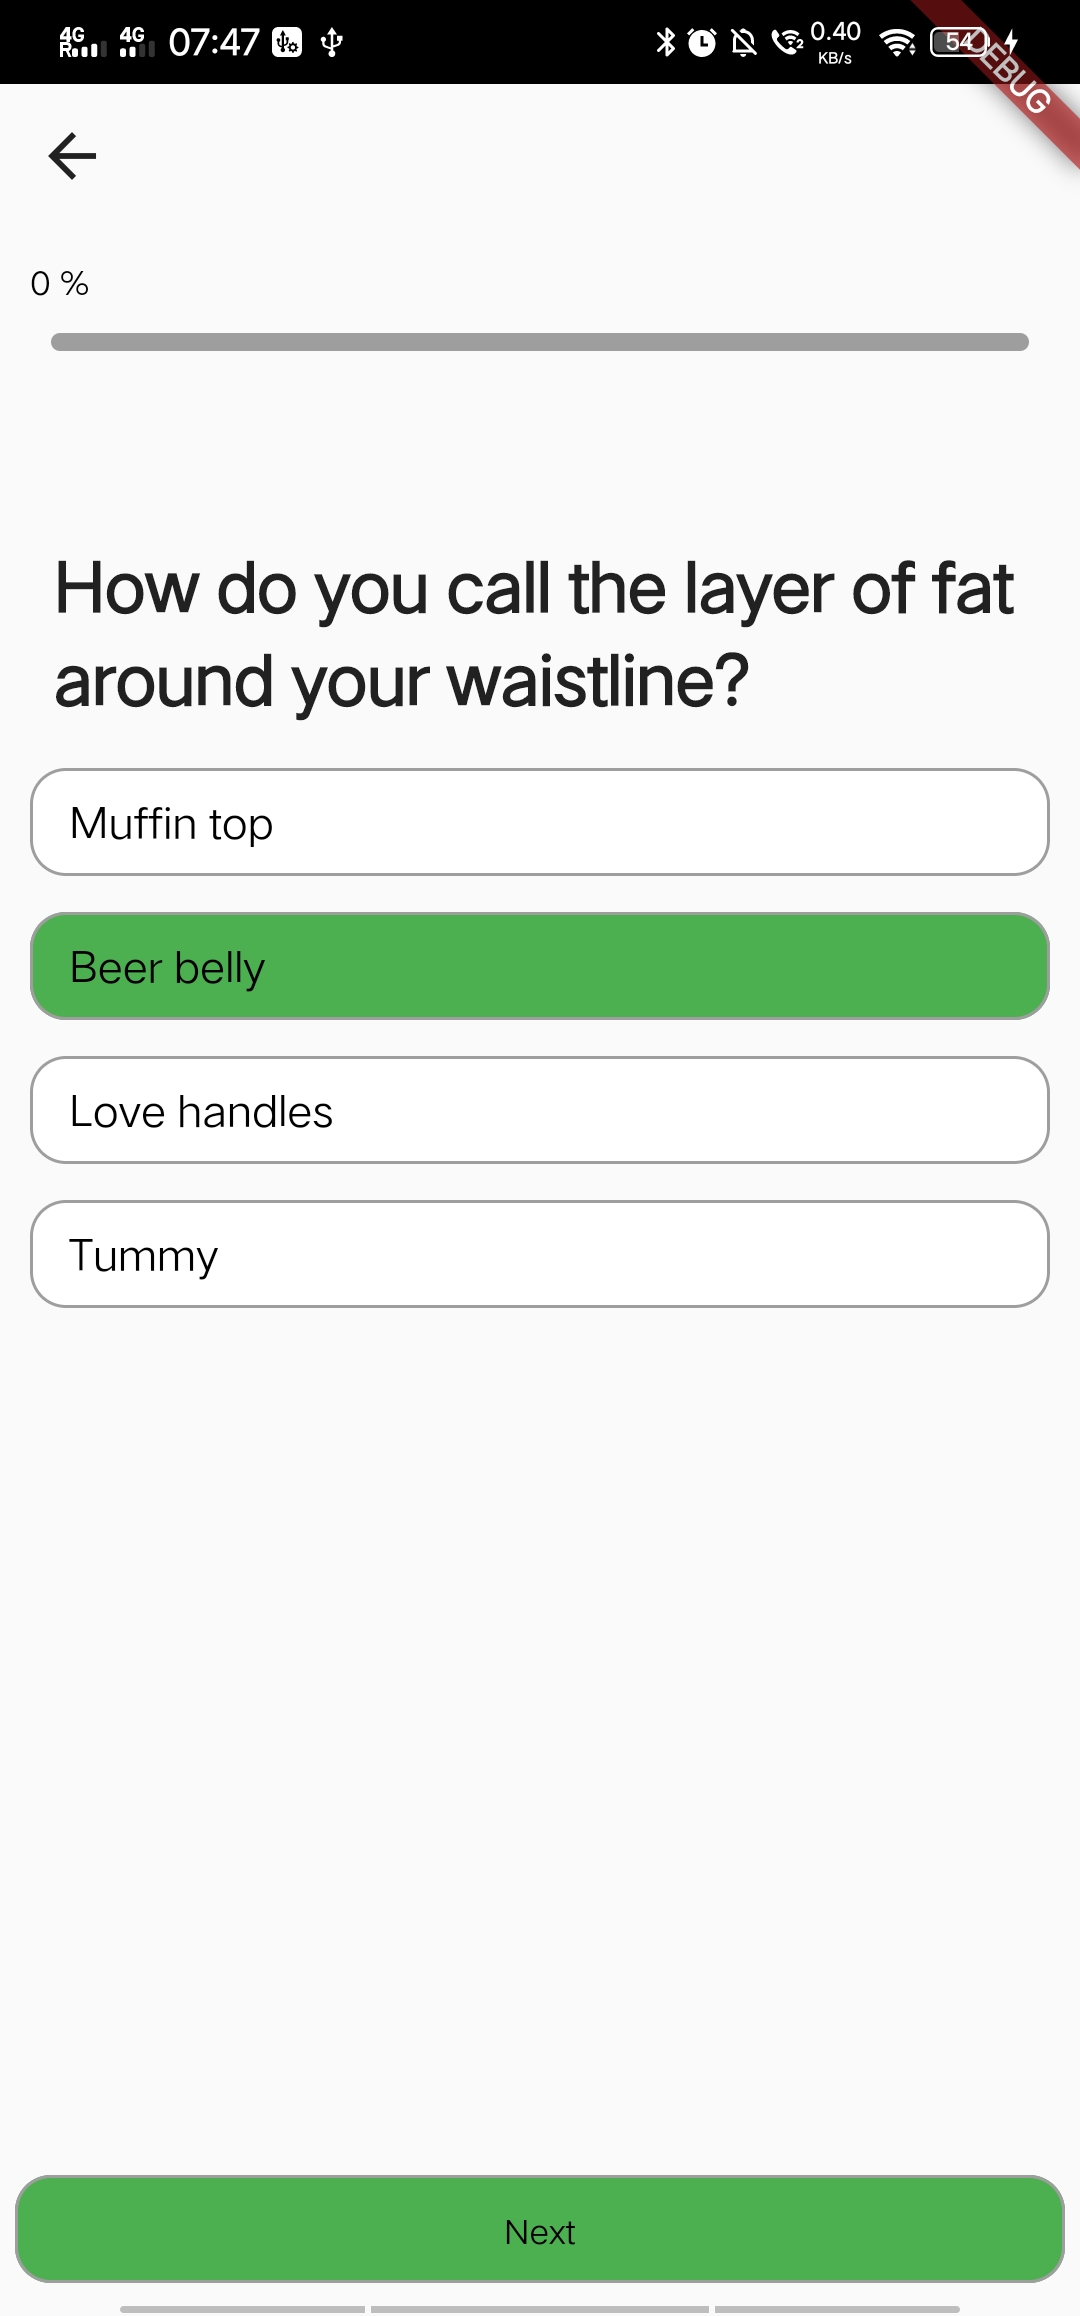 4G 4G 07:47 0.40 54
R KB/s
DEBUG
0 %
How do you call the layer of fat
around your waistline?
Muffin top
Beer belly
Love handles
Tummy
Next